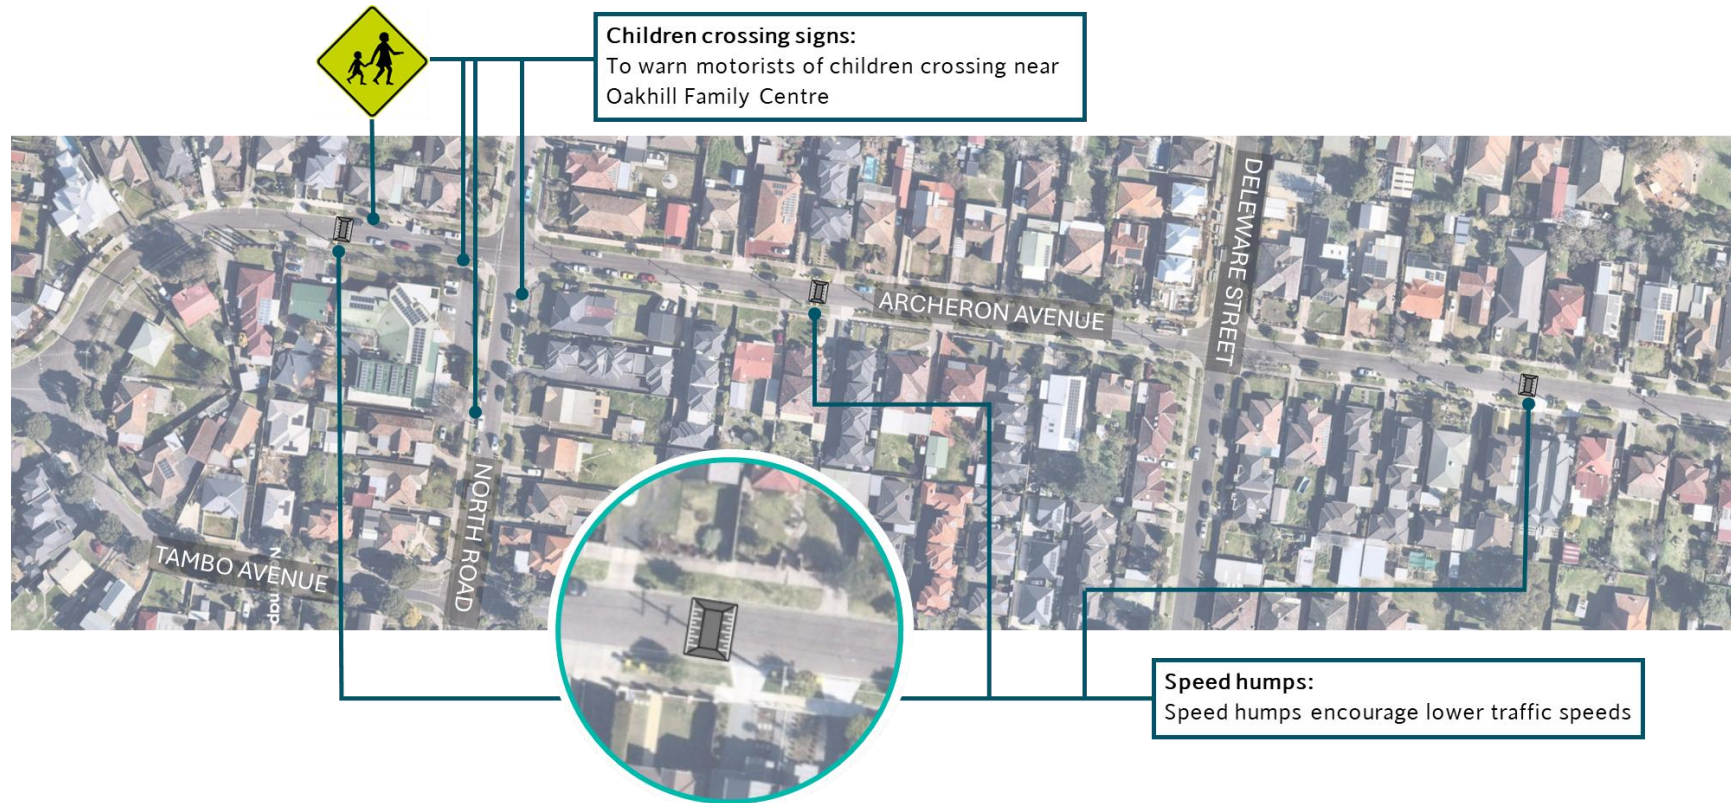 Children crossing signs:
To warn motorists of children crossing near
Oakhill Family Centre
DELEWARE STREET
ARCHERON AVENUE
NORTH ROAD
TAMBO AVENUE
Speed humps:
Speed humps encourage lower traffic speeds